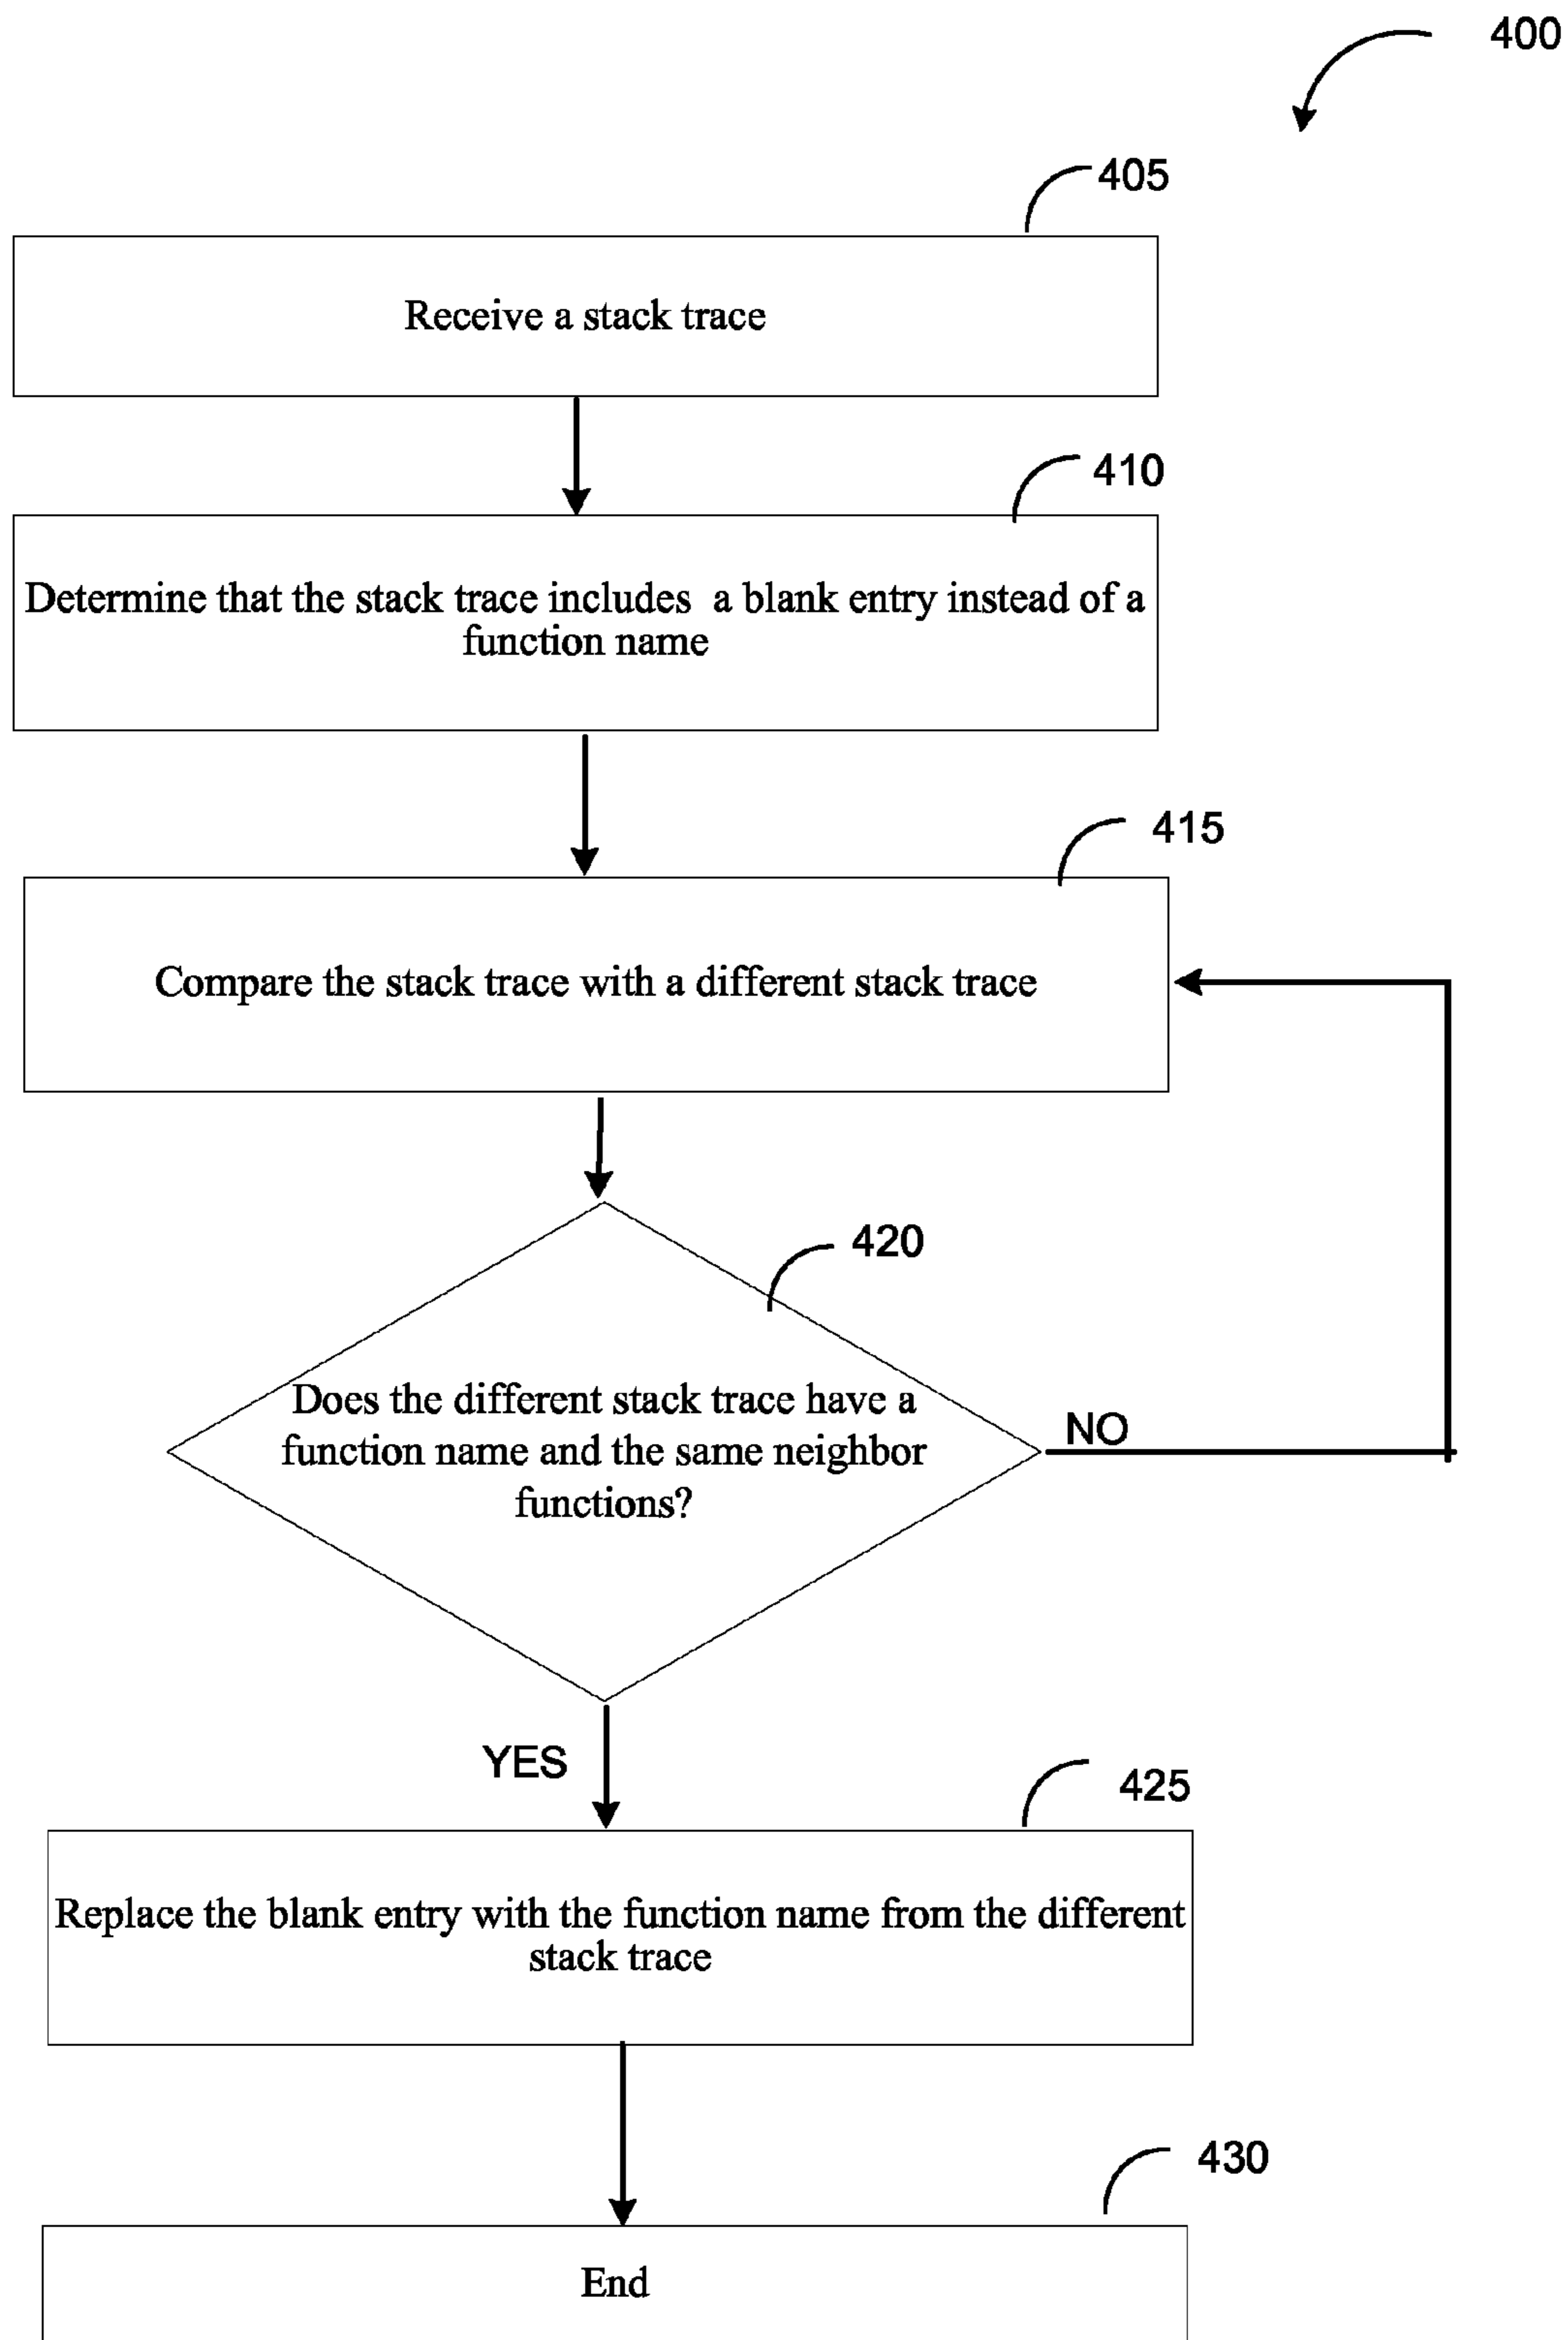 400
405
Receive a stack trace
410
Determine that the stack trace includes a blank entry instead of a
function name
415
Compare the stack trace with a different stack trace
420
Does the different stack trace have a
function name and the same neighbor
functions?
NO
YES
425
Replace the blank entry with the function name from the different
stack trace
430
End